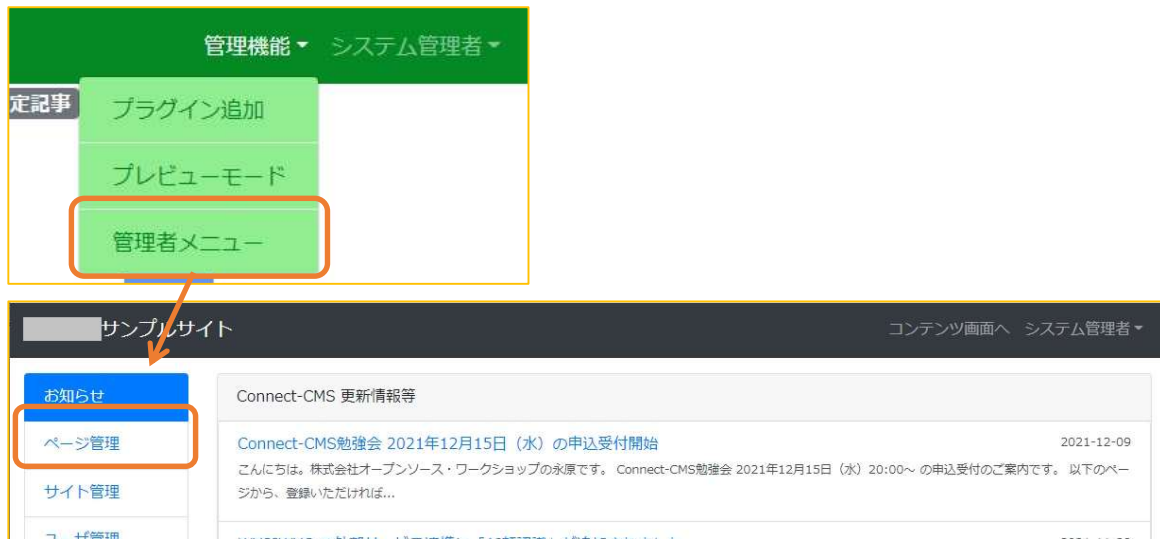 管理機能 システム管理者
定記事
プラグイン追加
プレビューモード
管理者メニュー
サンプルサイト
コンテンツ画面へ システム管理者
お知らせ
ページ管理
サイト管理
Connect-CMS 更新情報等
Connect-CMS勉強会 2021年12月15日（水）の申込受付開始 2021-12-09
こんにちは。株式会社オープンソース・ワークショップの永原です。 Connect-CMS勉強会 2021年12月15日（水）20:00～ の申込受付のご案内です。 以下のペー
ジから、登録いただければ...